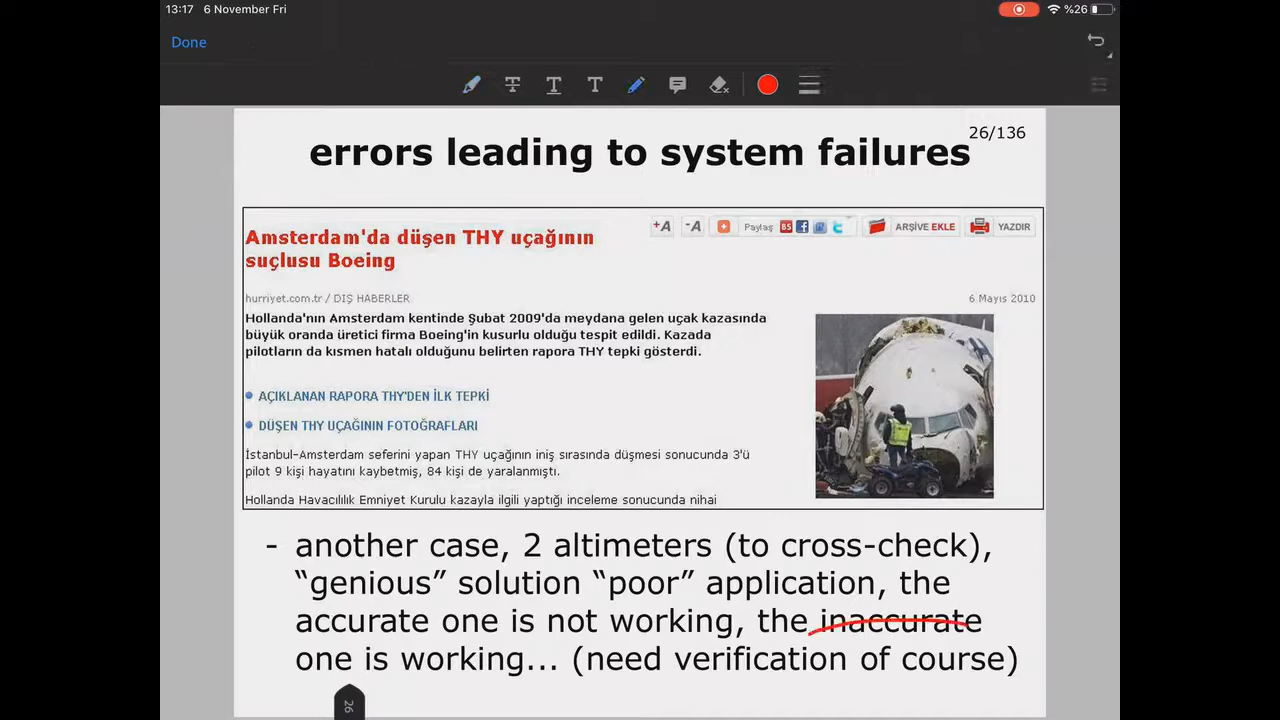 13:17 6 November Fri
%26
Done
26/136
errors leading to system failures
+A -A Paylaş ARŞİVE EKLE YAZDIR
Amsterdam'da düşen THY uçağının
suçlusu Boeing
hurriyet.com.tr / DIŞ HABERLER 6 Mayıs 2010
Hollanda'nın Amsterdam kentinde Şubat 2009'da meydana gelen uçak kazasında
büyük oranda üretici firma Boeing'in kusurlu olduğu tespit edildi. Kazada
pilotların da kısmen hatalı olduğunu belirten rapora THY tepki gösterdi.
AÇIKLANAN RAPORA THY'DEN İLK TEPKİ
DÜŞEN THY UÇAĞININ FOTOĞRAFLARI
İstanbul-Amsterdam seferini yapan THY uçağının iniş sırasında düşmesi sonucunda 3'ü
pilot 9 kişi hayatını kaybetmiş, 84 kişi de yaralanmıştı.
Hollanda Havacılılık Emniyet Kurulu kazayla ilgili yaptığı inceleme sonucunda nihai
- another case, 2 altimeters (to cross-check),
“genious” solution “poor” application, the
accurate one is not working, the inaccurate
one is working... (need verification of course)
26